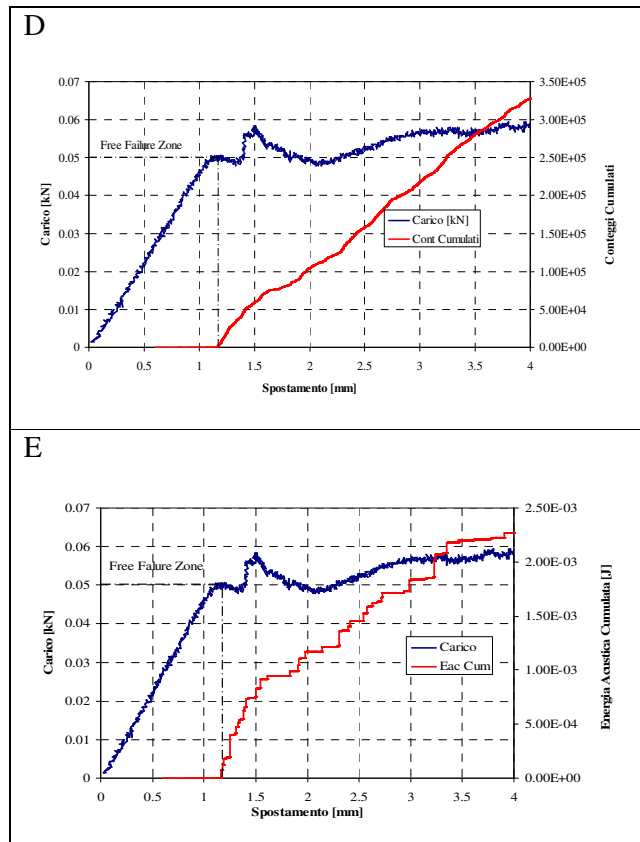 D
0.07
0.06
0.05
0.04
0.03
0.02
0.01
0
Carico [kN]
Free Failure Zone
Carico [kN]
Cont Cumulati
3.50E+05
3.00E+05
2.50E+05
2.00E+05
1.50E+05
1.00E+05
5.00E+04
0.00E+00
Conteggi Cumulati
0 0.5 1 1.5 2 2.5 3 3.5 4
Spostamento [mm]
E
0.07
0.06
0.05
0.04
0.03
0.02
0.01
0
Carico [kN]
Free Failure Zone
Carico
Eac Cum
2.50E-03
2.00E-03
1.50E-03
1.00E-03
5.00E-04
0.00E+00
Energia Acustica Cumulata [J]
0 0.5 1 1.5 2 2.5 3 3.5 4
Spostamento [mm]